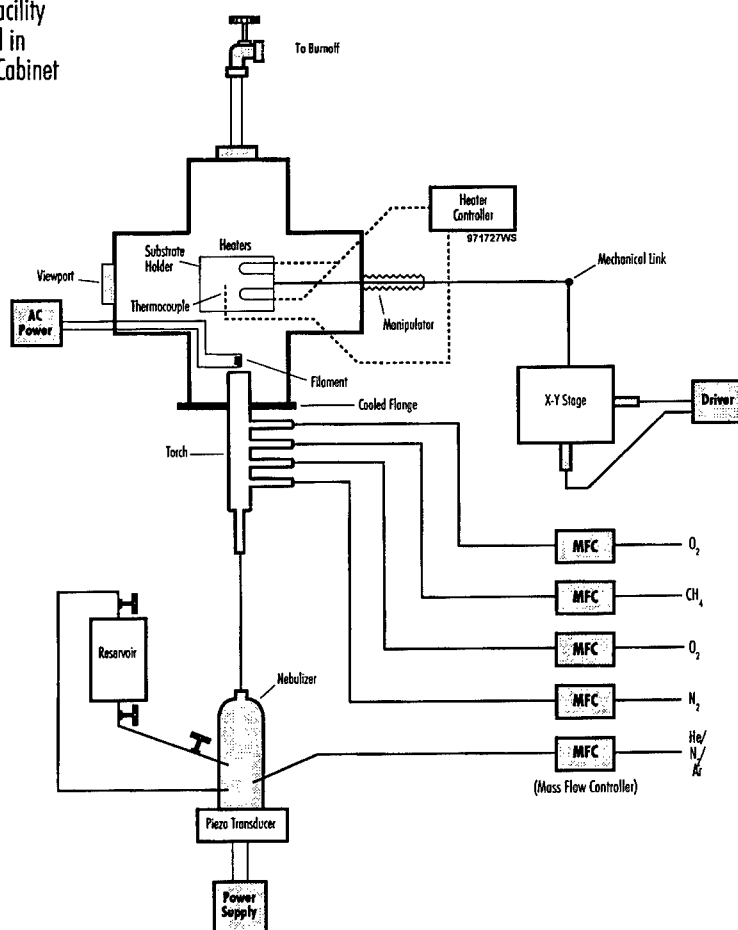 acility
in
Cabinet
To Burnoff
Heater
Controller
971727WS
Substrate
Holder
Heaters
Mechanical Link
Viewport
Thermocouple
Manipulator
AC
Power
Filament
X-Y Stage
Driver
Cooled Flange
Torch
MFC
O₂
MFC
CH₄
MFC
O₂
Reservoir
Nebulizer
MFC
N₂
He/
MFC
N₂/
Ar
(Mass Flow Controller)
Piezo Transducer
Power
Supply